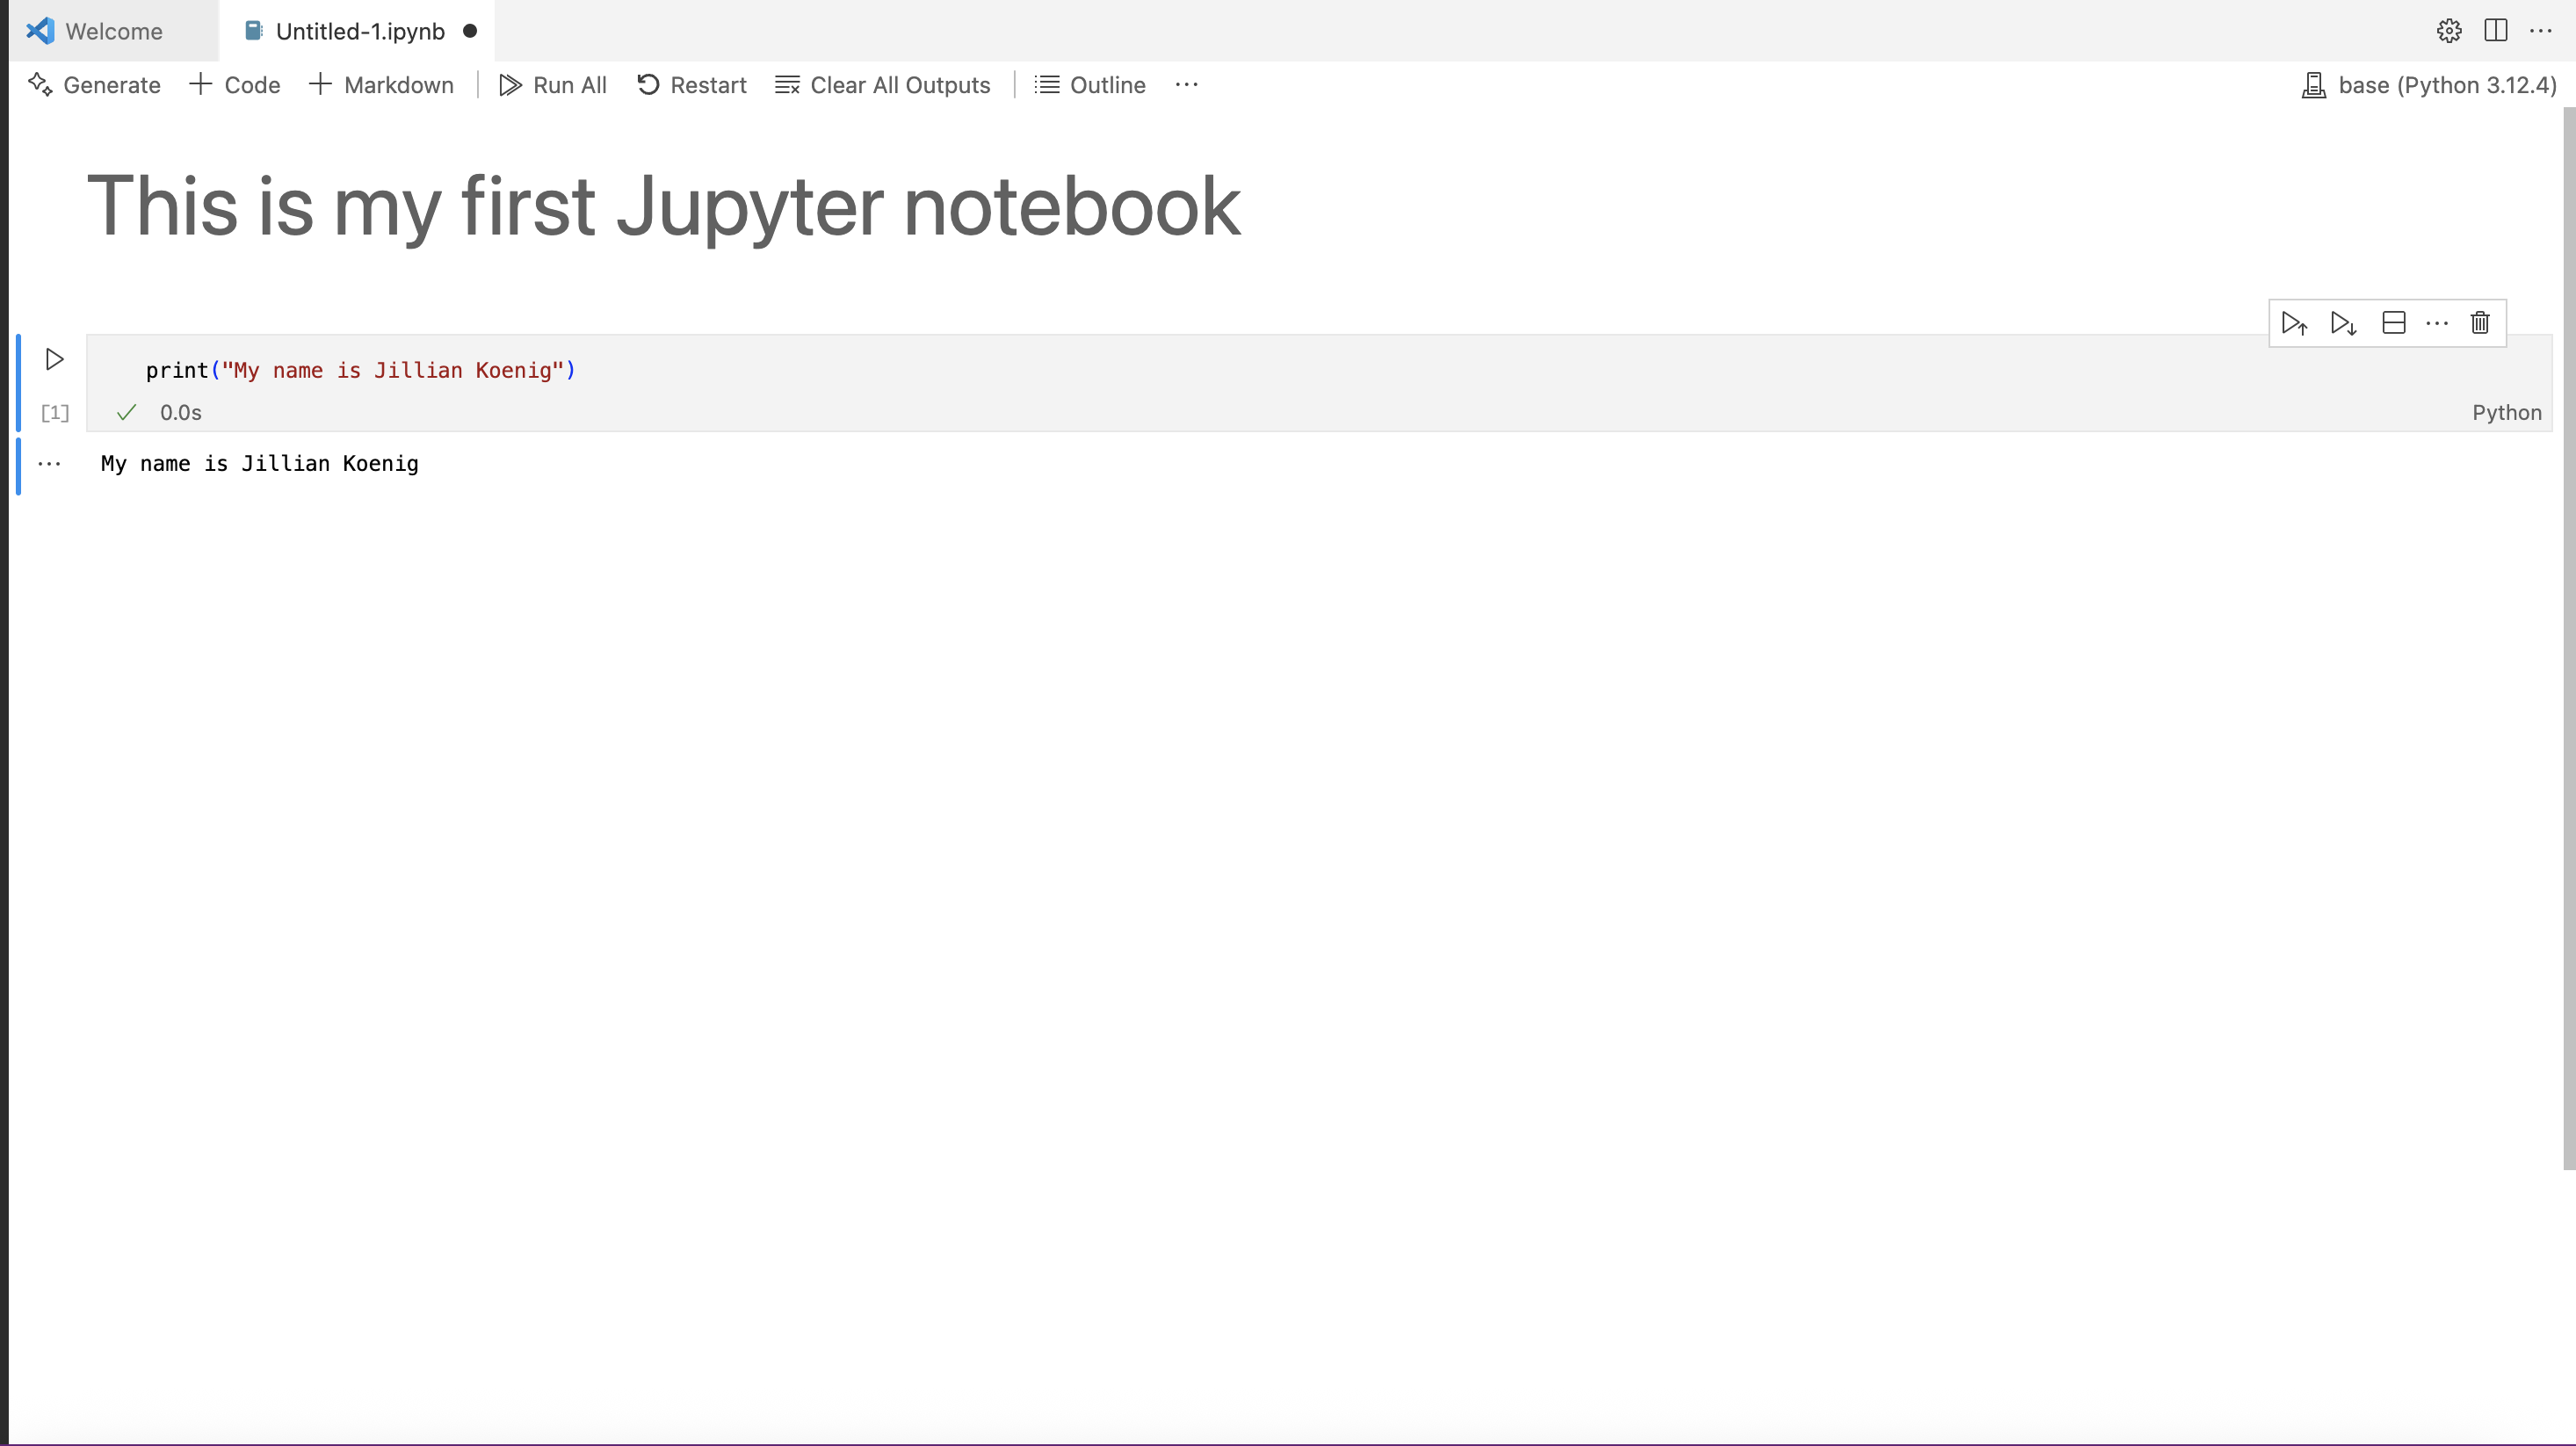 Welcome Untitled-1.ipynb
Generate Code Markdown Run All Restart Clear All Outputs Outline ... base (Python 3.12.4)
This is my first Jupyter notebook
print("My name is Jillian Koenig")
[1] 0.0s Python
... My name is Jillian Koenig